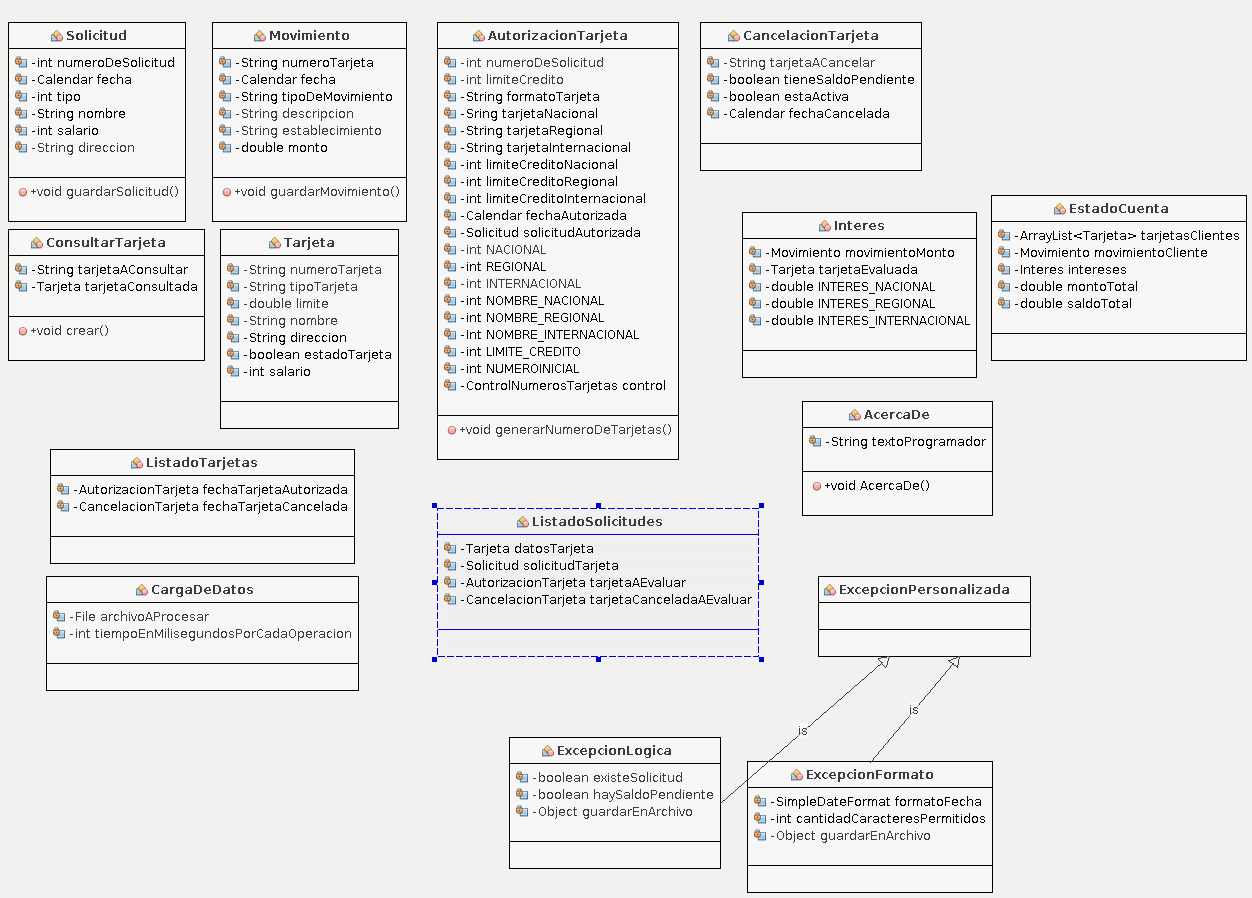 Solicitud
-int numeroDeSolicitud
-Calendar fecha
-int tipo
-String nombre
-int salario
-String direccion
+void guardarSolicitud()
Movimiento
-String numeroTarjeta
-Calendar fecha
-String tipoDeMovimiento
-String descripcion
-String establecimiento
-double monto
+void guardarMovimiento()
AutorizacionTarjeta
-int numeroDeSolicitud
-int limiteCredito
-String formatoTarjeta
-Sring tarjetaNacional
-String tarjetaRegional
-String tarjetaInternacional
-int limiteCreditoNacional
-int limiteCreditoRegional
-int limiteCreditoInternacional
-Calendar fechaAutorizada
-Solicitud solicitudAutorizada
-int NACIONAL
-int REGIONAL
-int INTERNACIONAL
-int NOMBRE_NACIONAL
-int NOMBRE_REGIONAL
-Int NOMBRE_INTERNACIONAL
-int LIMITE_CREDITO
-int NUMEROINICIAL
-ControlNumerosTarjetas control
+void generarNumeroDeTarjetas()
CancelacionTarjeta
-String tarjetaACancelar
-boolean tieneSaldoPendiente
-boolean estaActiva
-Calendar fechaCancelada
ConsultarTarjeta
-String tarjetaAConsultar
-Tarjeta tarjetaConsultada
+void crear()
Tarjeta
-String numeroTarjeta
-String tipoTarjeta
-double limite
-String nombre
-String direccion
-boolean estadoTarjeta
-int salario
Interes
-Movimiento movimientoMonto
-Tarjeta tarjetaEvaluada
-double INTERES_NACIONAL
-double INTERES_REGIONAL
-double INTERES_INTERNACIONAL
EstadoCuenta
-ArrayList<Tarjeta> tarjetasClientes
-Movimiento movimientoCliente
-Interes intereses
-double montoTotal
-double saldoTotal
AcercaDe
-String textoProgramador
+void AcercaDe()
ListadoTarjetas
-AutorizacionTarjeta fechaTarjetaAutorizada
-CancelacionTarjeta fechaTarjetaCancelada
ListadoSolicitudes
-Tarjeta datosTarjeta
-Solicitud solicitudTarjeta
-AutorizacionTarjeta tarjetaAEvaluar
-CancelacionTarjeta tarjetaCanceladaAEvaluar
CargaDeDatos
-File archivoAProcesar
-int tiempoEnMilisegundosPorCadaOperacion
ExcepcionPersonalizada
is
is
ExcepcionLogica
-boolean existeSolicitud
-boolean haySaldoPendiente
-Object guardarEnArchivo
ExcepcionFormato
-SimpleDateFormat formatoFecha
-int cantidadCaracteresPermitidos
-Object guardarEnArchivo